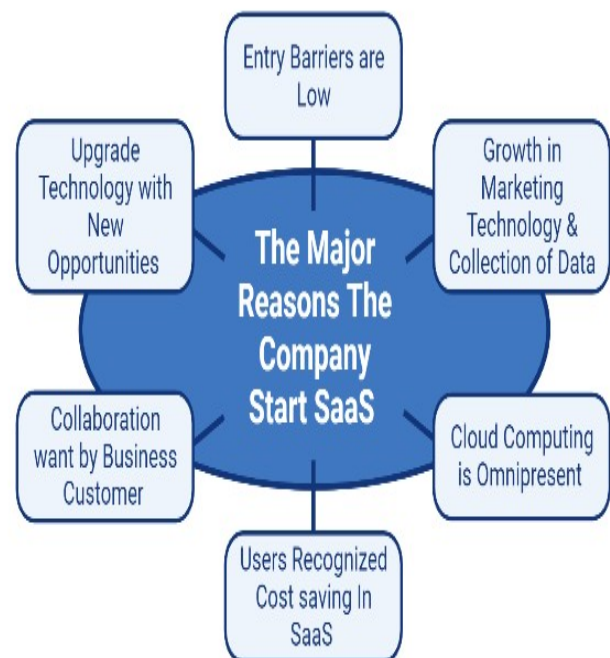 Entry Barriers are
Low
Upgrade
Technology with
New
Opportunities
Growth in
Marketing
Technology &
Collection of Data
The Major
Reasons The
Company
Start SaaS
Collaboration
want by Business
Customer
Cloud Computing
is Omnipresent
Users Recognized
Cost saving In
SaaS